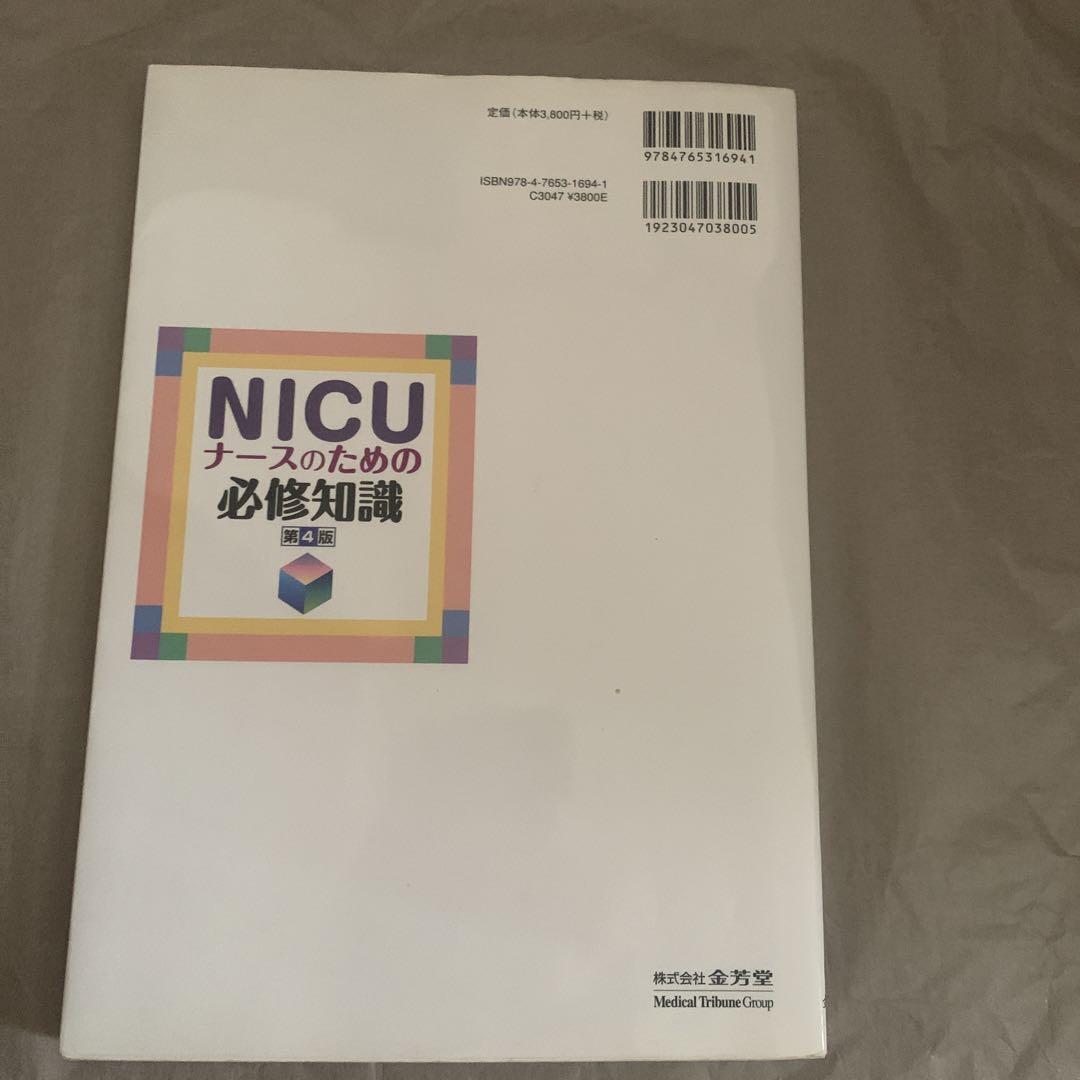 定価(本体3,800円+税)
9784765316941
ISBN978-4-7653-1694-1
C3047 ¥3800E
1923047038005
NICU
ナースのための
必修知識
第4版
株式会社 金芳堂
Medical Tribune Group